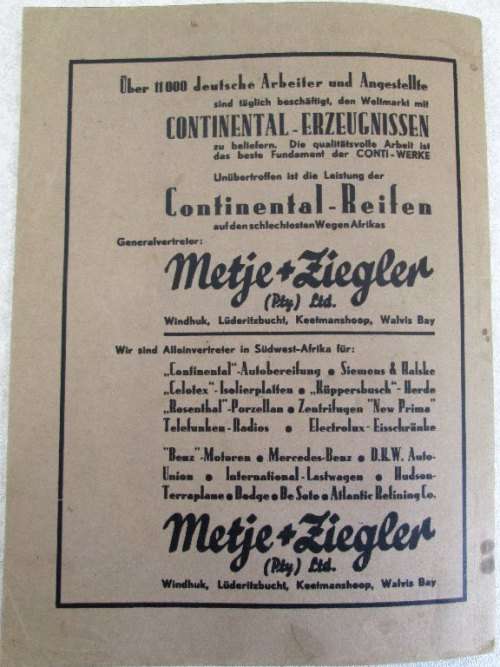 Über 11000 deutsche Arbeiter und Angestellte
sind täglich beschäftigt, den Weltmarkt mit
CONTINENTAL-ERZEUGNISSEN
zu beliefern. Die qualitätsvolle Arbeit ist
das beste Fundament der CONTI-WERKE
Unübertroffen ist die Leistung der
Continental-Reifen
auf den schlechtesten Wegen Afrikas
Generalvertreter:
Metje + Ziegler
(Pty) Ltd.
Windhuk, Lüderitzbucht, Keetmanshoop, Walvis Bay
Wir sind Alleinvertreter in Südwest-Afrika für:
„Continental"-Autobereifung • Siemens & Halske
„Celotex"-Isolierplatten • „Küppersbusch"-Herde
„Rosenthal"-Porzellan • Zentrifugen "New Prima"
Telefunken-Radios • Electrolux-Eisschränke
"Benz"-Motoren • Mercedes-Benz • D.K.W. Auto-
Union • International-Lastwagen • Hudson-
Terraplane • Dodge • De Soto • Atlantic Refining Co.
Metje + Ziegler
(Pty) Ltd.
Windhuk, Lüderitzbucht, Keetmanshoop, Walvis Bay